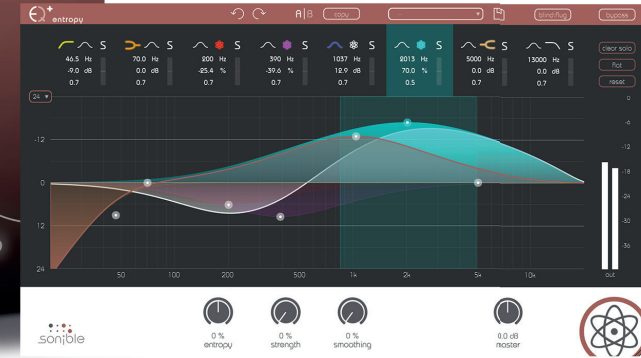 EQ+ entropy A|B copy blind:flug bypass
S S S S S S S S clear solo
46.5 Hz 70.0 Hz 200 Hz 390 Hz 1037 Hz 2013 Hz 5000 Hz 13000 Hz flat
-9.0 dB 0.0 dB -25.4 % -39.6 % 12.9 dB 70.0 % 0.0 dB 0.0 dB
0.7 0.7 0.7 0.7 0.7 0.5 0.7 0.7 reset
24
0
-6
-12
-12
-18
0
-24
12
-30
-36
24
50 100 200 500 1k 2k 5k 10k out
0 % 0 % 0 % 0.0 dB
sonible entropy strength smoothing master